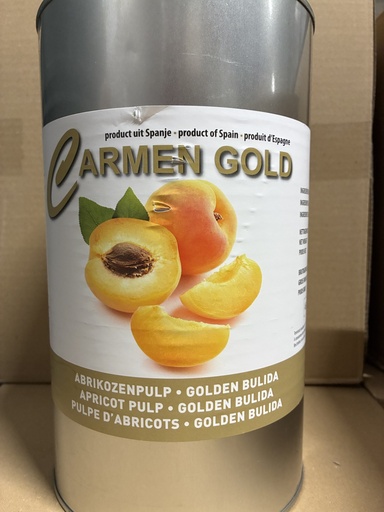 product uit Spanje - product of Spain - produit d'Espagne
CARMEN GOLD
ABRIKOZENPULP • GOLDEN BULIDA
APRICOT PULP • GOLDEN BULIDA
PULPE D'ABRICOTS • GOLDEN BULIDA